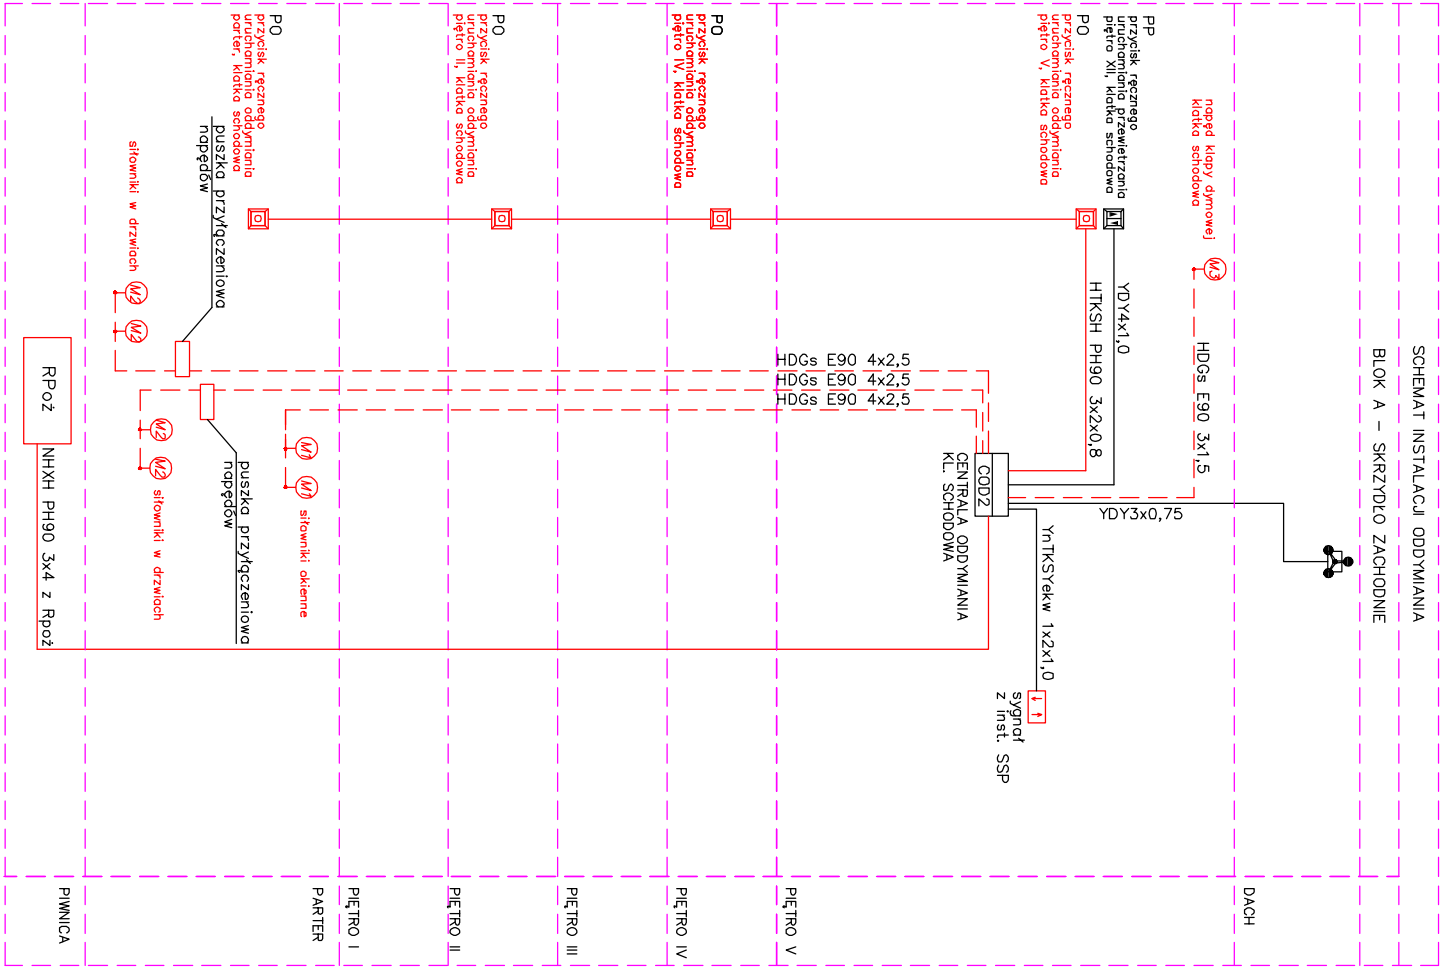 SCHEMAT INSTALACJI ODDYMIANIA
BLOK A – SKRZYDŁO ZACHODNIE
DACH
napęd klapy dymowej
klatka schodowa
M3
HDGs E90 3x1,5
YDY3x0,75
PIĘTRO V
PP
przycisk ręcznego
uruchamiania przewietrzania
piętro XII, klatka schodowa
PO
przycisk ręcznego
uruchamiania oddymiania
piętro V, klatka schodowa
YDY4x1,0
HTKSH PH90 3x2x0,8
COD2
CENTRALA ODDYMIANIA
KL. SCHODOWA
YnTKSYekw 1x2x1,0
sygnał
z inst. SSP
HDGs E90 4x2,5
HDGs E90 4x2,5
HDGs E90 4x2,5
PIĘTRO IV
PO
przycisk ręcznego
uruchamiania oddymiania
piętro IV, klatka schodowa
PIĘTRO III
PIĘTRO II
PO
przycisk ręcznego
uruchamiania oddymiania
piętro II, klatka schodowa
PIĘTRO I
PARTER
PO
przycisk ręcznego
uruchamiania oddymiania
parter, klatka schodowa
puszka przyłączeniowa
napędów
siłowniki w drzwiach
M2
M2
M1
M1
siłowniki okienne
puszka przyłączeniowa
napędów
M2
M2
siłowniki w drzwiach
PIWNICA
RPoż
NHXH PH90 3x4 z Rpoż